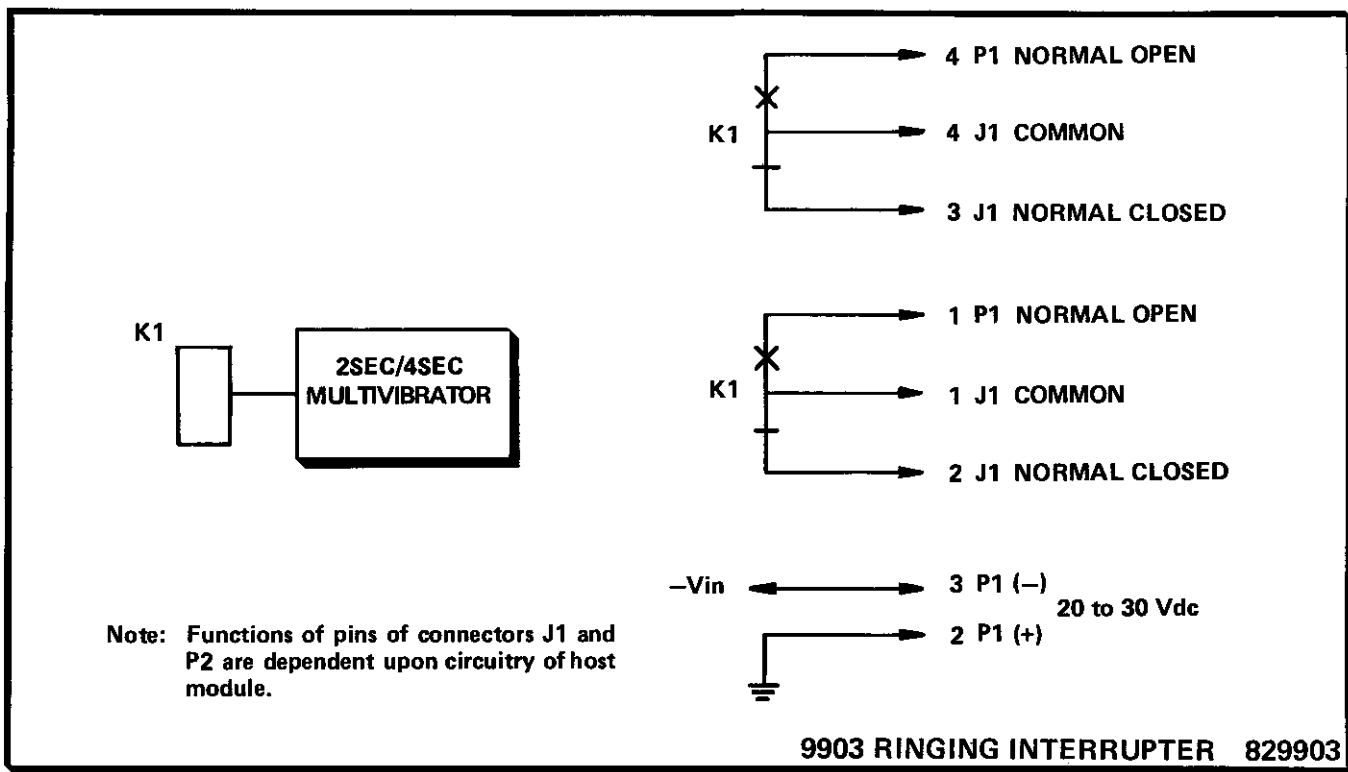 4 P1 NORMAL OPEN
K1
4 J1 COMMON
3 J1 NORMAL CLOSED
K1
2SEC/4SEC
MULTIVIBRATOR
1 P1 NORMAL OPEN
K1
1 J1 COMMON
2 J1 NORMAL CLOSED
–Vin
3 P1 (–)
20 to 30 Vdc
2 P1 (+)
Note: Functions of pins of connectors J1 and
P2 are dependent upon circuitry of host
module.
9903 RINGING INTERRUPTER 829903